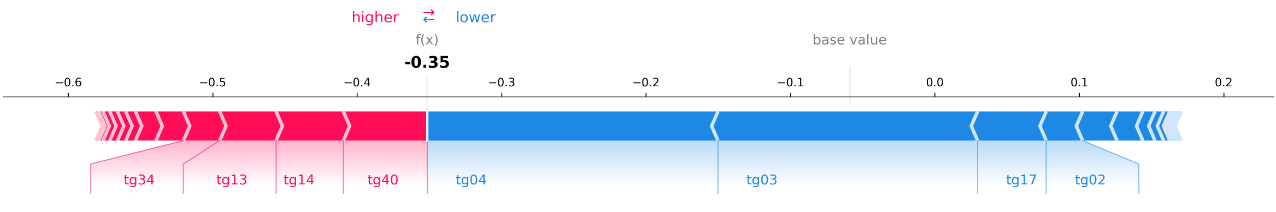 higher ⇄ lower
f(x) base value
-0.35
−0.6 −0.5 −0.4 −0.3 −0.2 −0.1 0.0 0.1 0.2
tg34 tg13 tg14 tg40 tg04 tg03 tg17 tg02